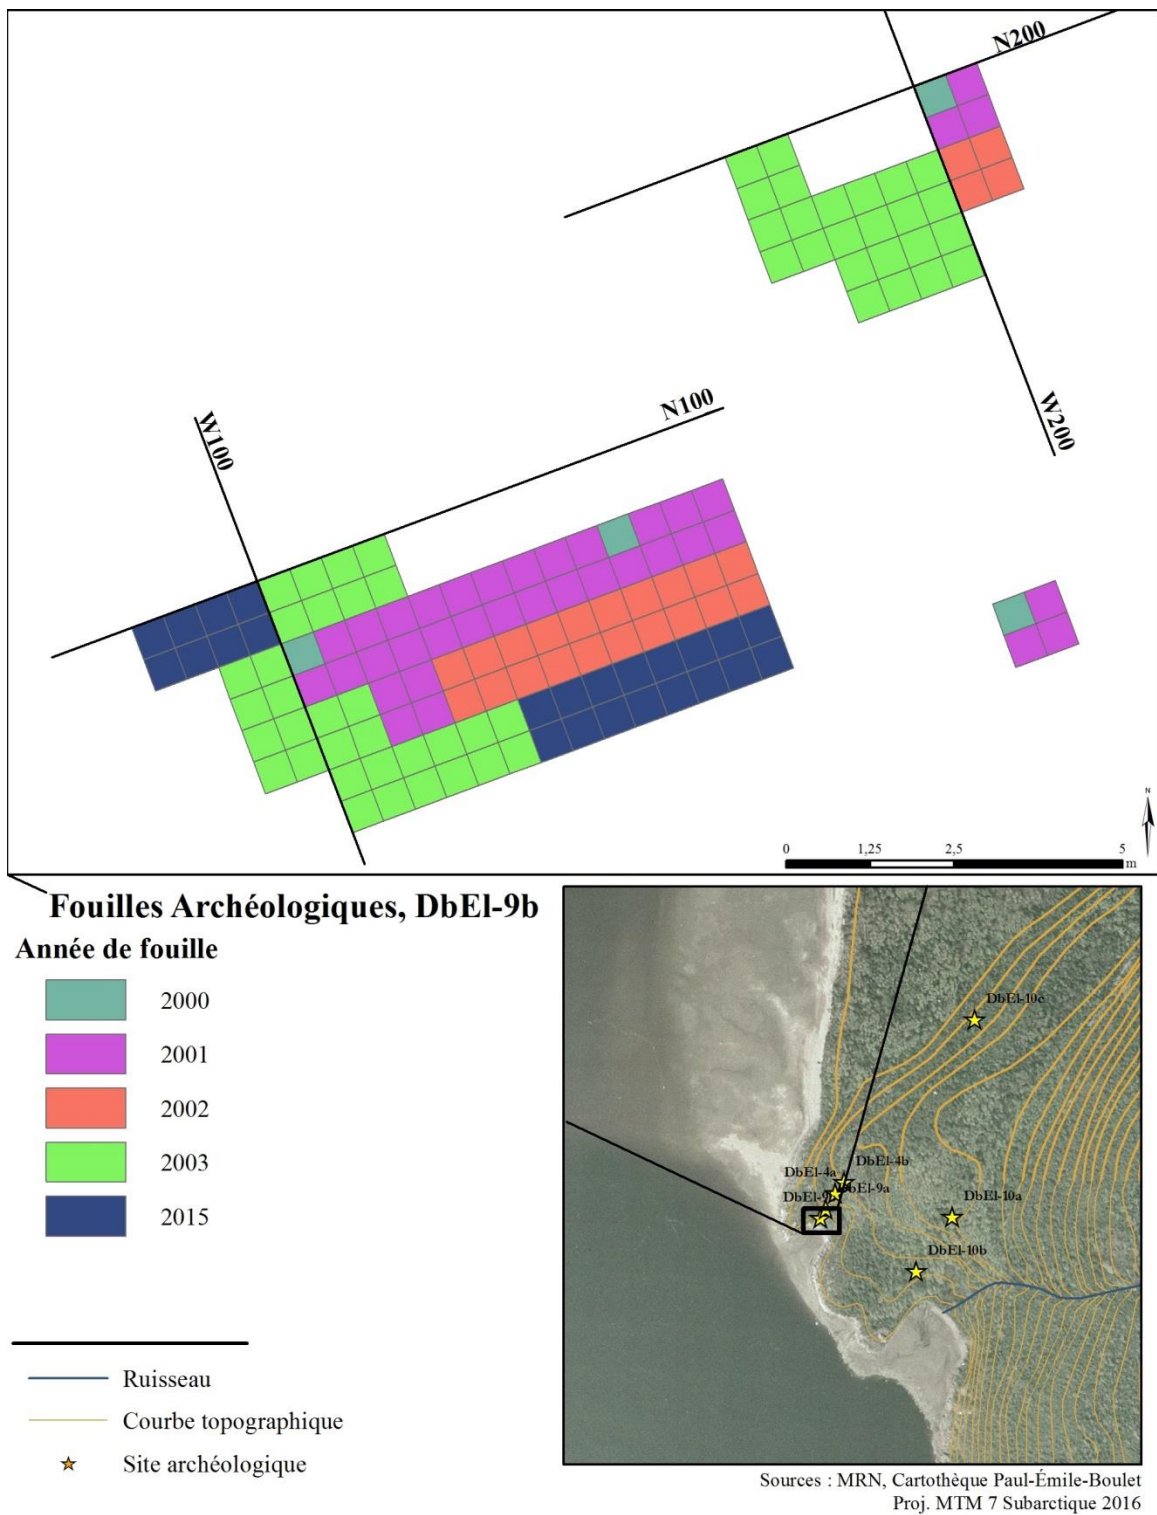 N200
W200
N100
W100
N
0 1,25 2,5 5
m
Fouilles Archéologiques, DbEl-9b
Année de fouille
2000
2001
2002
2003
2015
Ruisseau
Courbe topographique
Site archéologique
DbEl-10c
DbEl-4b
DbEl-4a
DbEl-9a
DbEl-9
DbEl-10a
DbEl-10b
Sources : MRN, Cartothèque Paul-Émile-Boulet
Proj. MTM 7 Subarctique 2016